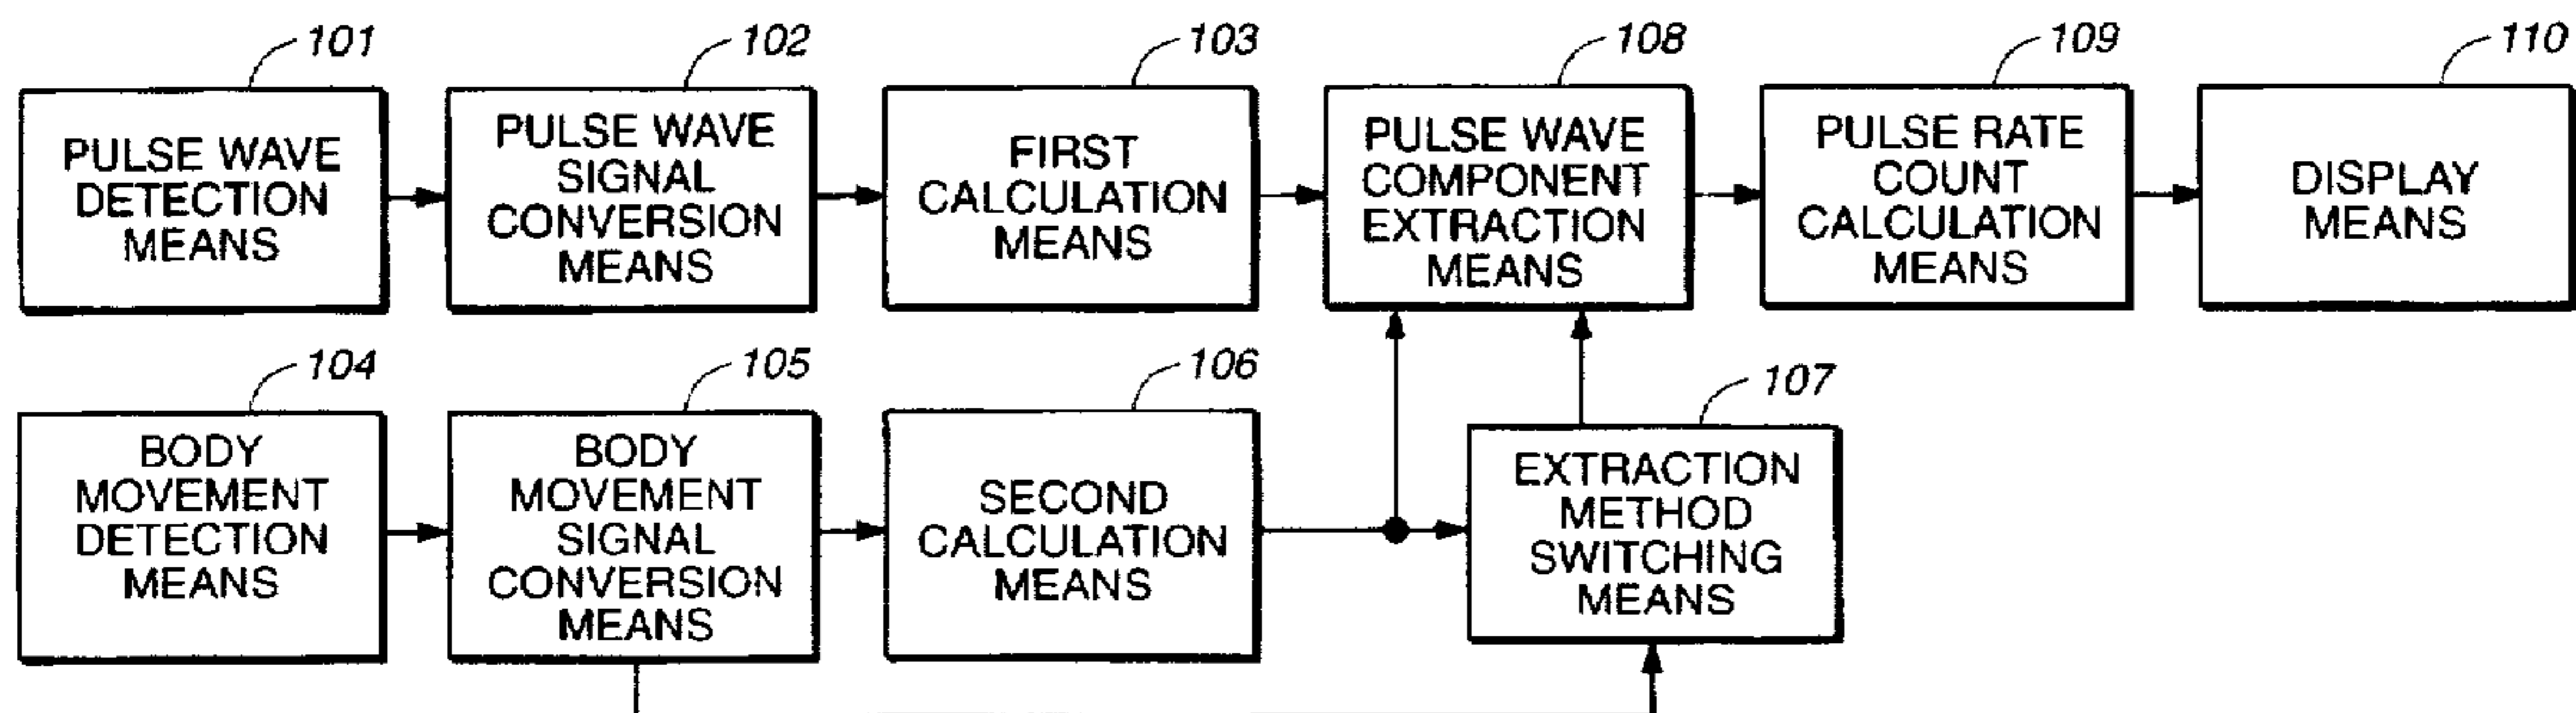 101
102
103
108
109
110
PULSE WAVE
DETECTION
MEANS
PULSE WAVE
SIGNAL
CONVERSION
MEANS
FIRST
CALCULATION
MEANS
PULSE WAVE
COMPONENT
EXTRACTION
MEANS
PULSE RATE
COUNT
CALCULATION
MEANS
DISPLAY
MEANS
104
105
106
107
BODY
MOVEMENT
DETECTION
MEANS
BODY
MOVEMENT
SIGNAL
CONVERSION
MEANS
SECOND
CALCULATION
MEANS
EXTRACTION
METHOD
SWITCHING
MEANS